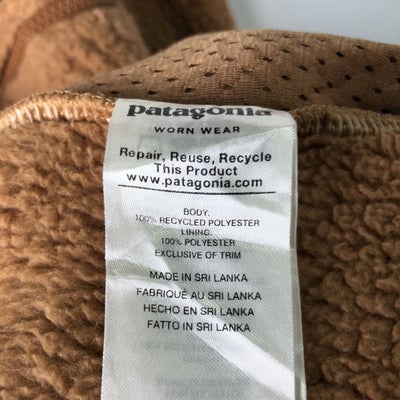 patagonia
WORN WEAR
Repair, Reuse, Recycle
This Product
www.patagonia.com
BODY:
100% RECYCLED POLYESTER
LINING:
100% POLYESTER
EXCLUSIVE OF TRIM
MADE IN SRI LANKA
FABRIQUÉ AU SRI LANKA
HECHO EN SRI LANKA
FATTO IN SRI LANKA